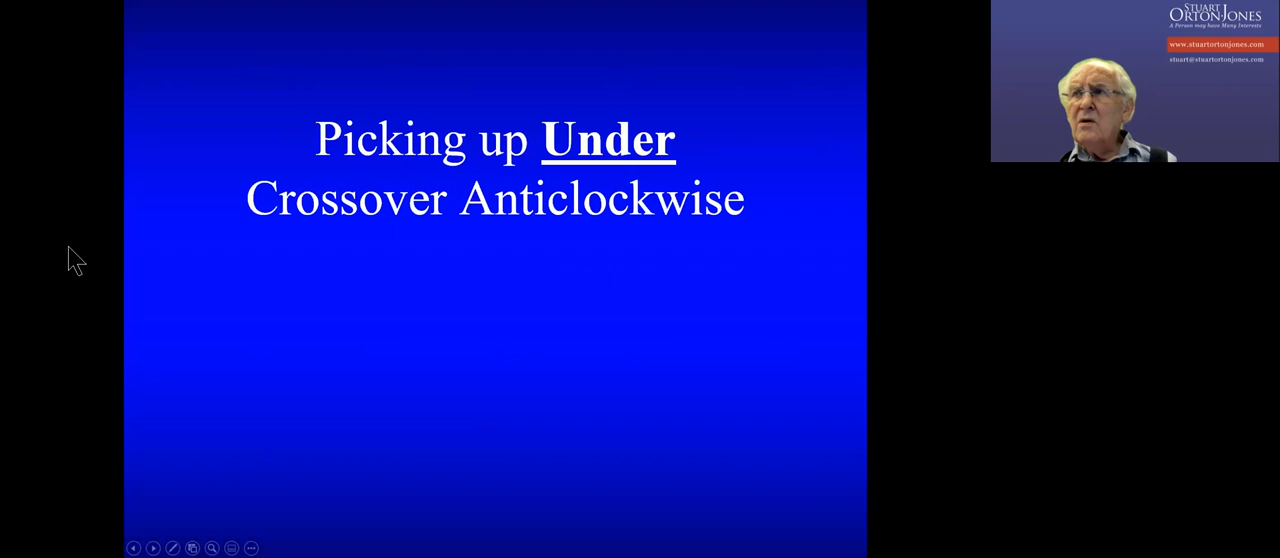 Picking up Under
Crossover Anticlockwise
STUART
ORTON-JONES
A Person may have Many Interests
www.stuartortonjones.com
stuart@stuartortonjones.com